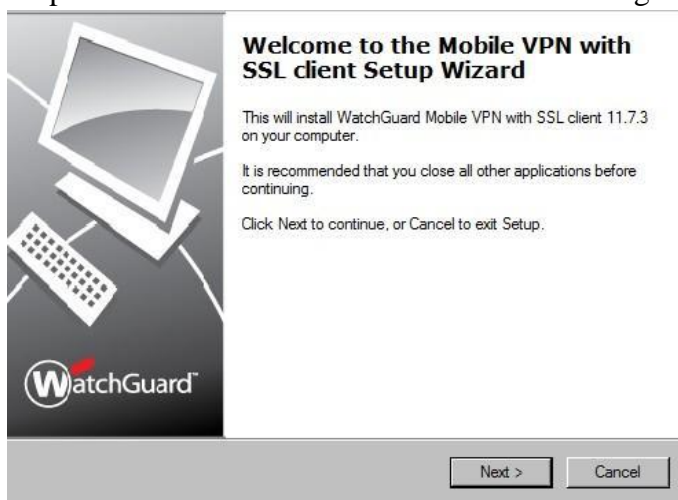 Welcome to the Mobile VPN with
SSL client Setup Wizard
This will install WatchGuard Mobile VPN with SSL client 11.7.3
on your computer.
It is recommended that you close all other applications before
continuing.
Click Next to continue, or Cancel to exit Setup.
WatchGuard™
Next >
Cancel